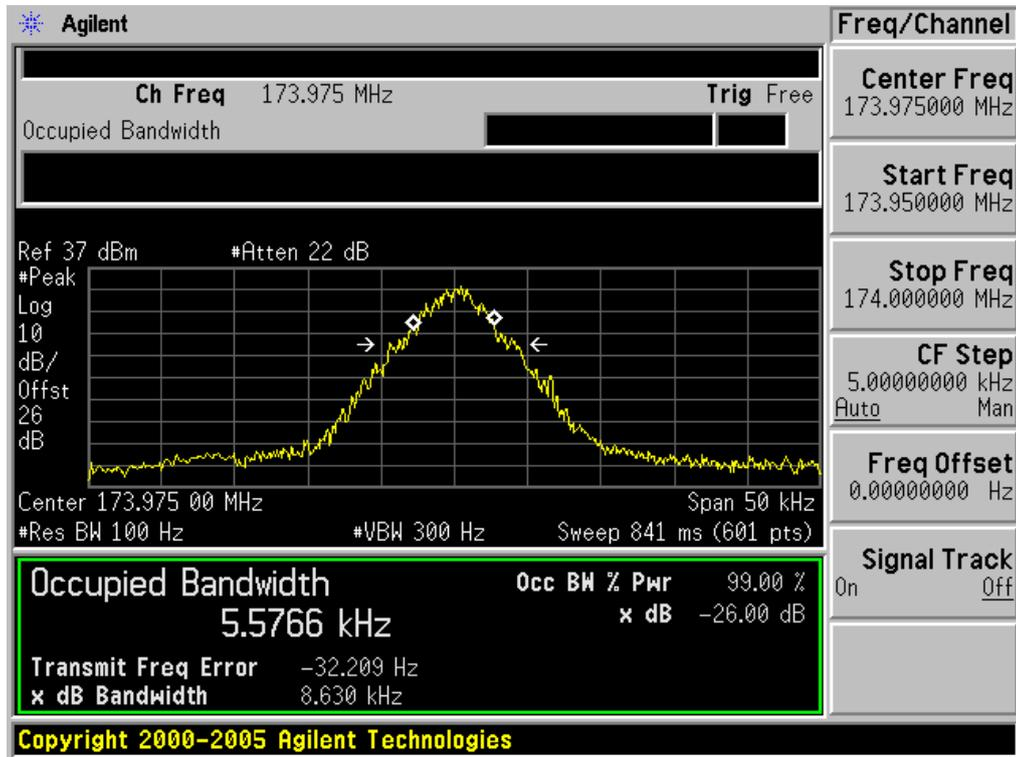 Agilent
Freq/Channel
Ch Freq 173.975 MHz Trig Free
Occupied Bandwidth
Center Freq
173.975000 MHz
Start Freq
173.950000 MHz
Stop Freq
174.000000 MHz
CF Step
5.00000000 kHz
Auto Man
Freq Offset
0.00000000 Hz
Signal Track
On Off
Ref 37 dBm #Atten 22 dB
#Peak
Log
10
dB/
Offst
26
dB
Center 173.975 00 MHz Span 50 kHz
#Res BW 100 Hz #VBW 300 Hz Sweep 841 ms (601 pts)
Occupied Bandwidth Occ BW % Pwr 99.00 %
5.5766 kHz x dB -26.00 dB
Transmit Freq Error -32.209 Hz
x dB Bandwidth 8.630 kHz
Copyright 2000-2005 Agilent Technologies